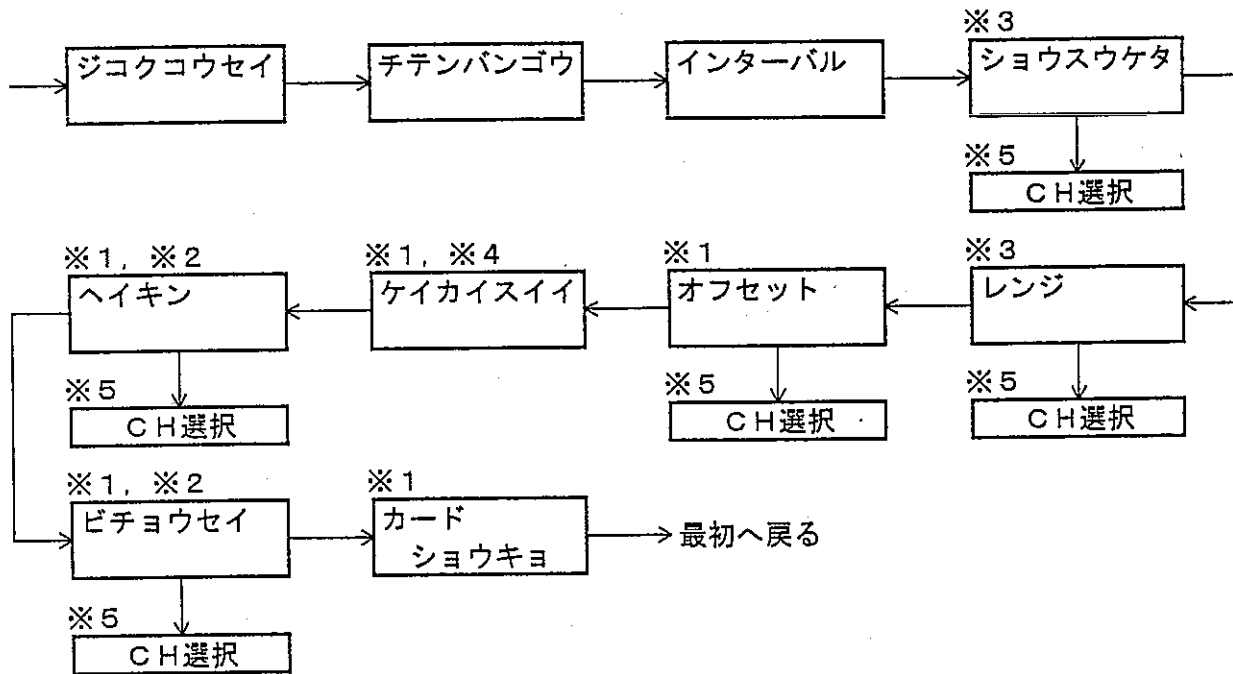 ※3
ジコクコウセイ
チテンバンゴウ
インターバル
ショウスウケタ
※5
CH選択
※1,※2
ヘイキン
※1,※4
ケイカイスイイ
※1
オフセット
※3
レンジ
※5
CH選択
※5
CH選択
※5
CH選択
※1,※2
ビチョウセイ
※1
カード
ショウキョ
最初へ戻る
※5
CH選択